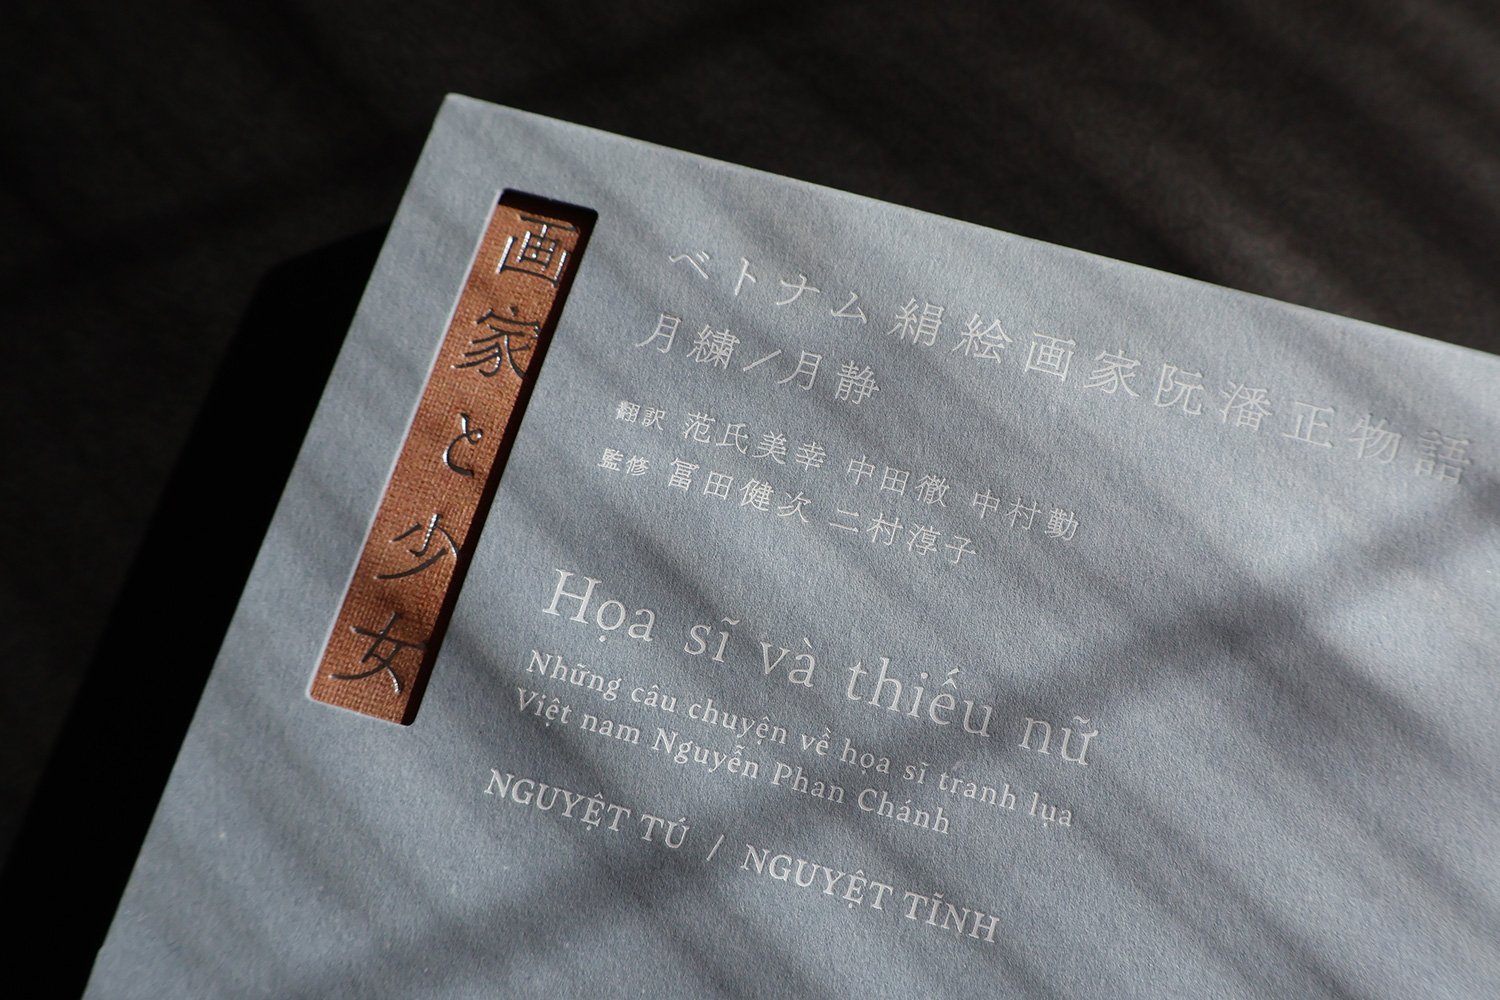 画家と少女
ベトナム絹絵画家阮潘正物語
月繍／月静
翻訳 范氏美幸 中田徹 中村勤
監修 冨田健次 二村淳子
Họa sĩ và thiếu nữ
Những câu chuyện về họa sĩ tranh lụa
Việt nam Nguyễn Phan Chánh
NGUYỆT TÚ / NGUYỆT TĨNH